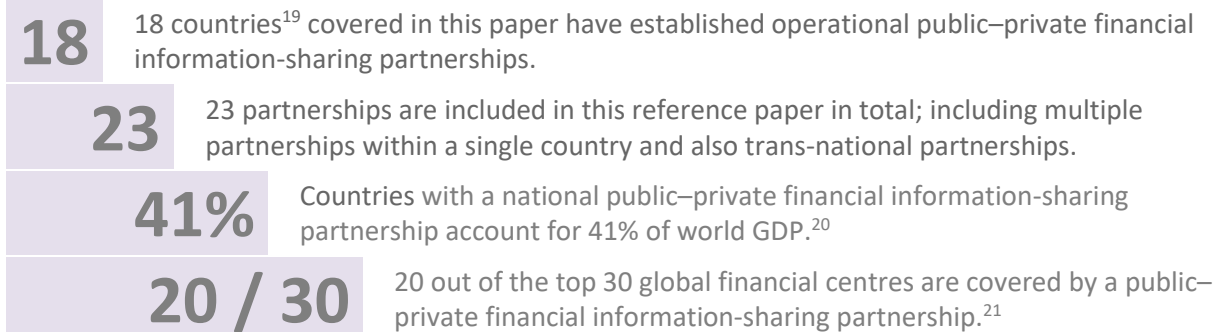 18
18 countries¹⁹ covered in this paper have established operational public–private financial
information-sharing partnerships.
23
23 partnerships are included in this reference paper in total; including multiple
partnerships within a single country and also trans-national partnerships.
41%
Countries with a national public–private financial information-sharing
partnership account for 41% of world GDP.²⁰
20 / 30
20 out of the top 30 global financial centres are covered by a public–
private financial information-sharing partnership.²¹